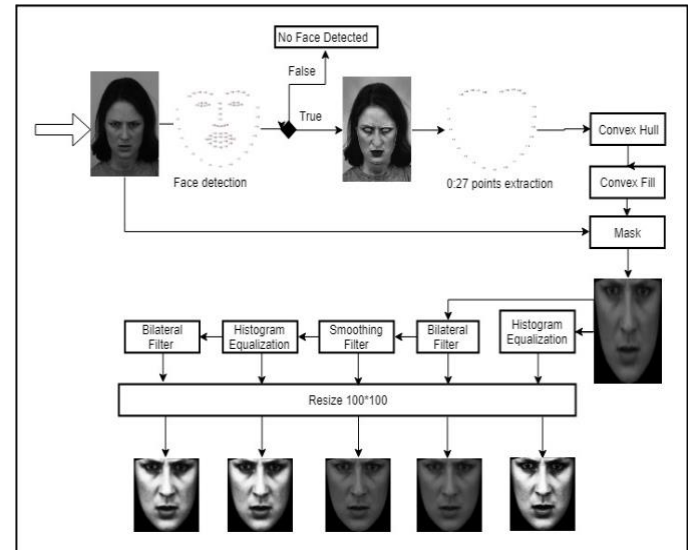 No Face Detected
False
True
Face detection
0:27 points extraction
Convex Hull
Convex Fill
Mask
Bilateral
Filter
Histogram
Equalization
Smoothing
Filter
Bilateral
Filter
Histogram
Equalization
Resize 100*100